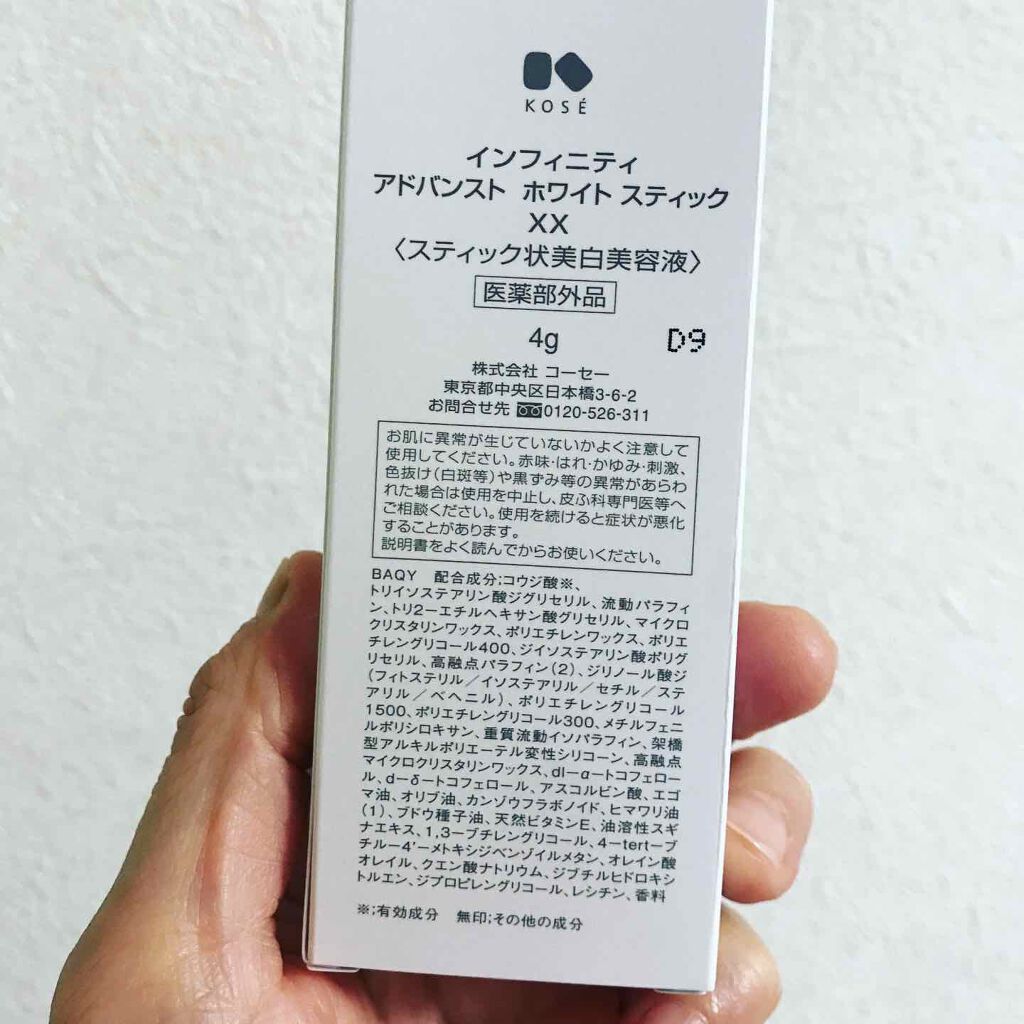 KOSÉ
インフィニティ
アドバンスト ホワイト スティック
XX
〈スティック状美白美容液〉
医薬部外品
4g D9
株式会社 コーセー
東京都中央区日本橋3-6-2
お問合せ先 0120-526-311
お肌に異常が生じていないかよく注意して
使用してください。赤味・はれ・かゆみ・刺激、
色抜け(白斑等)や黒ずみ等の異常があらわ
れた場合は使用を中止し、皮ふ科専門医等へ
ご相談ください。使用を続けると症状が悪化
することがあります。
説明書をよく読んでからお使いください。
BAQY 配合成分;コウジ酸※、
トリイソステアリン酸ジグリセリル、流動パラフィ
ン、トリ2ーエチルヘキサン酸グリセリル、マイクロ
クリスタリンワックス、ポリエチレンワックス、ポリエ
チレングリコール400、ジイソステアリン酸ポリグ
リセリル、高融点パラフィン(2)、ジリノール酸ジ
(フィトステリル/イソステアリル/セチル/ステ
アリル/ベヘニル)、ポリエチレングリコール
1500、ポリエチレングリコール300、メチルフェニ
ルポリシロキサン、重質流動イソパラフィン、架橋
型アルキルポリエーテル変性シリコーン、高融点
マイクロクリスタリンワックス、dlーαートコフェロー
ル、dーδートコフェロール、アスコルビン酸、エゴ
マ油、オリブ油、カンゾウフラボノイド、ヒマワリ油
(1)、ブドウ種子油、天然ビタミンE、油溶性スギ
ナエキス、1,3ーブチレングリコール、4ーtertーブ
チルー4'ーメトキシジベンゾイルメタン、オレイン酸
オレイル、クエン酸ナトリウム、ジブチルヒドロキシ
トルエン、ジプロピレングリコール、レシチン、香料
※;有効成分 無印;その他の成分